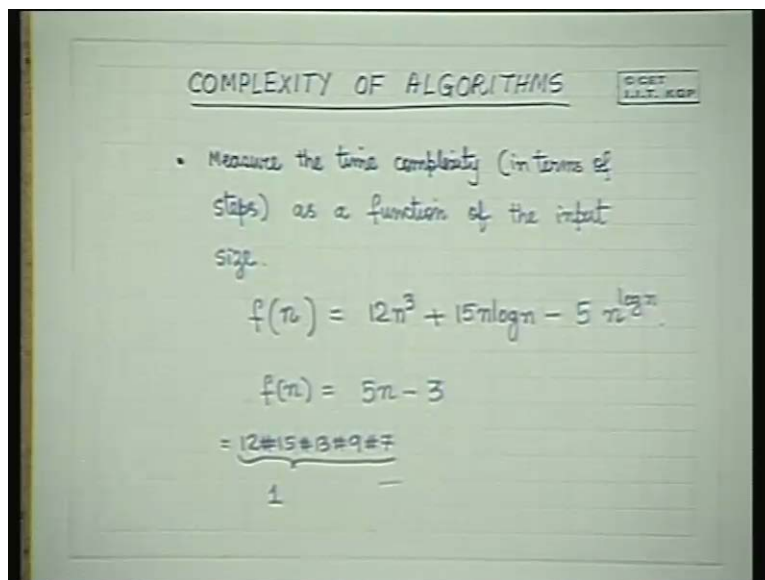 COMPLEXITY OF ALGORITHMS
© CET
I.I.T. KGP
• Measure the time complexity (in terms of
steps) as a function of the input
size.
f(n) = 12n³ + 15nlogn - 5 n^logn.
f(n) = 5n - 3
= 12#15#13#9#7
1 —